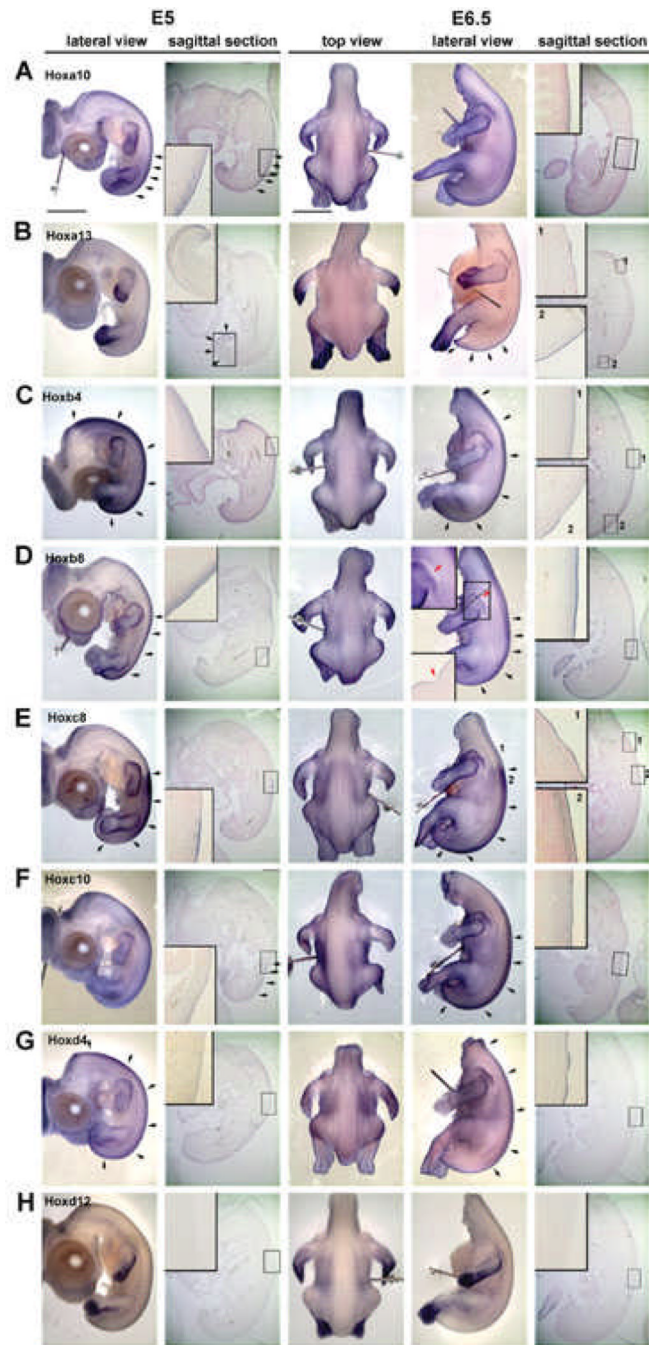 E5 E6.5
lateral view sagittal section top view lateral view sagittal section
A Hoxa10
B Hoxa13
1
2
1
2
C Hoxb4
1
2
1
2
D Hoxb8
E Hoxc8
1
2
1
2
1
2
F Hoxc10
G Hoxd4
H Hoxd12